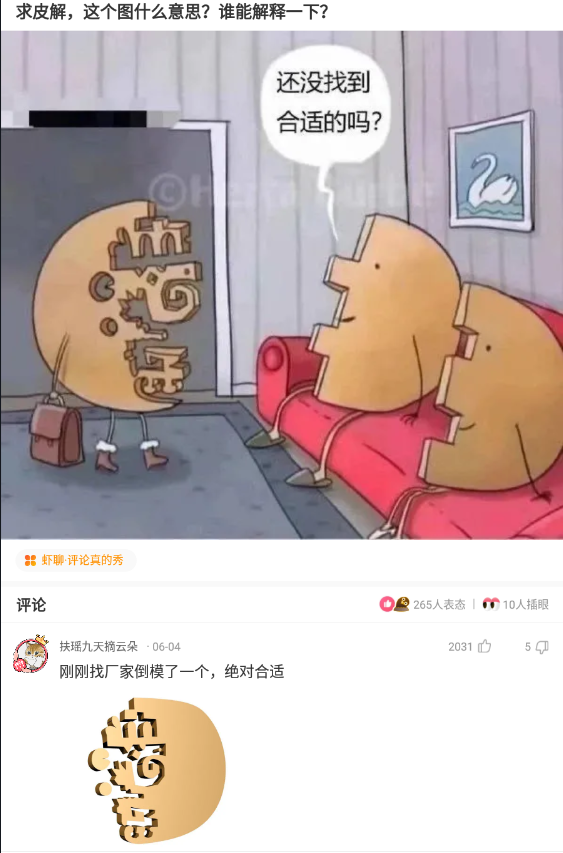 求皮解，这个图什么意思？谁能解释一下？
还没找到
合适的吗？
虾聊·评论真的秀
评论
265人表态
10人插眼
扶瑶九天摘云朵 · 06-04
2031
5
刚刚找厂家倒模了一个，绝对合适